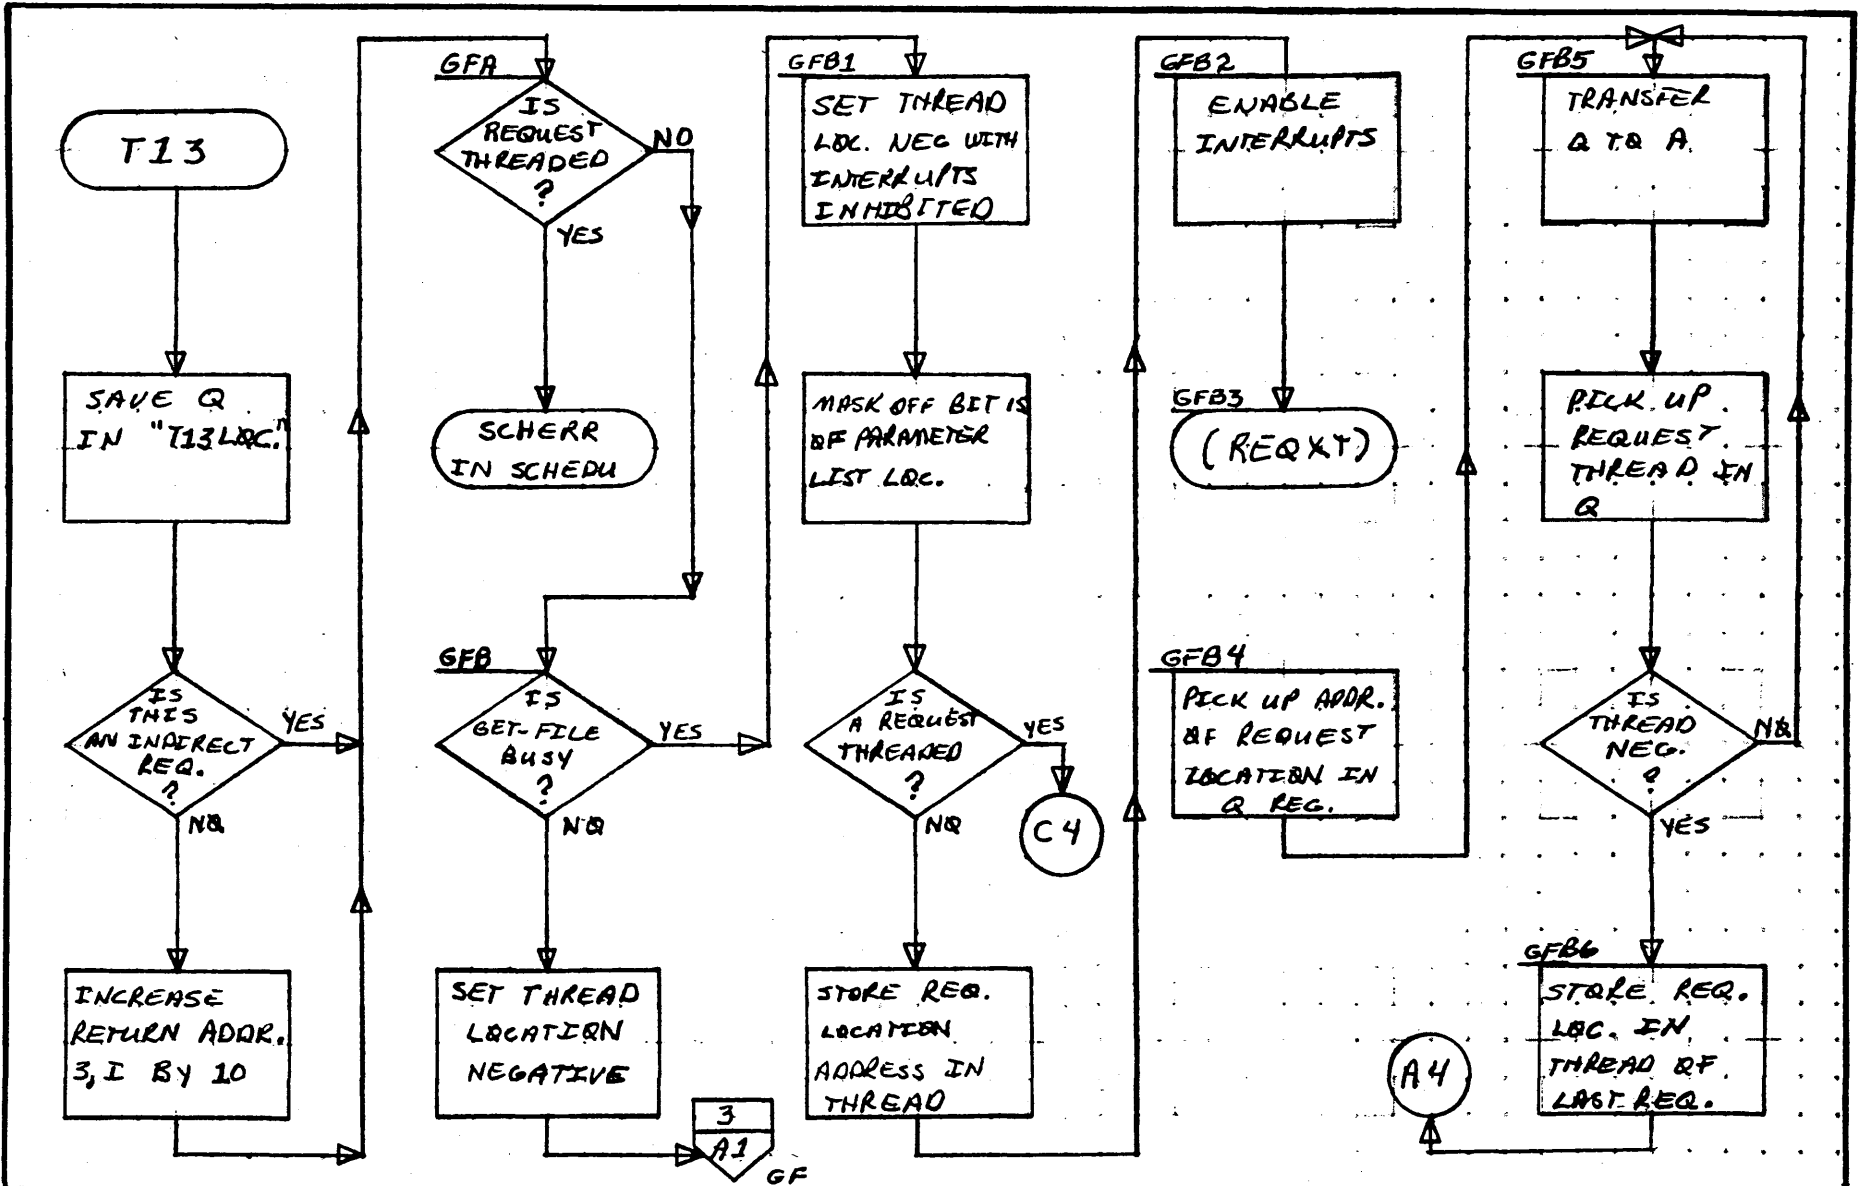 T13
SAVE Q
IN "T13LOC."
IS
THIS
AN INDIRECT
REQ.
?
YES
NO
INCREASE
RETURN ADDR.
3,I BY 10
GFA
IS
REQUEST
THREADED
?
NO
YES
SCHERR
IN SCHEDU
GFB
IS
GET-FILE
BUSY
?
YES
NO
SET THREAD
LOCATION
NEGATIVE
3
A1
GF
GFB1
SET THREAD
LOC. NEG WITH
INTERRUPTS
INHIBITED
MASK OFF BIT 15
OF PARAMETER
LIST LOC.
IS
A REQUEST
THREADED
?
YES
C4
NO
STORE REQ.
LOCATION
ADDRESS IN
THREAD
GFB2
ENABLE
INTERRUPTS
GFB3
(REQXT)
GFB4
PICK UP ADDR.
OF REQUEST
LOCATION IN
Q REG.
GFB5
TRANSFER
Q TO A
PICK UP
REQUEST
THREAD IN
Q
IS
THREAD
NEG.
?
NO
YES
GFB6
STORE REQ.
LOC. IN
THREAD OF
LAST REQ.
A4